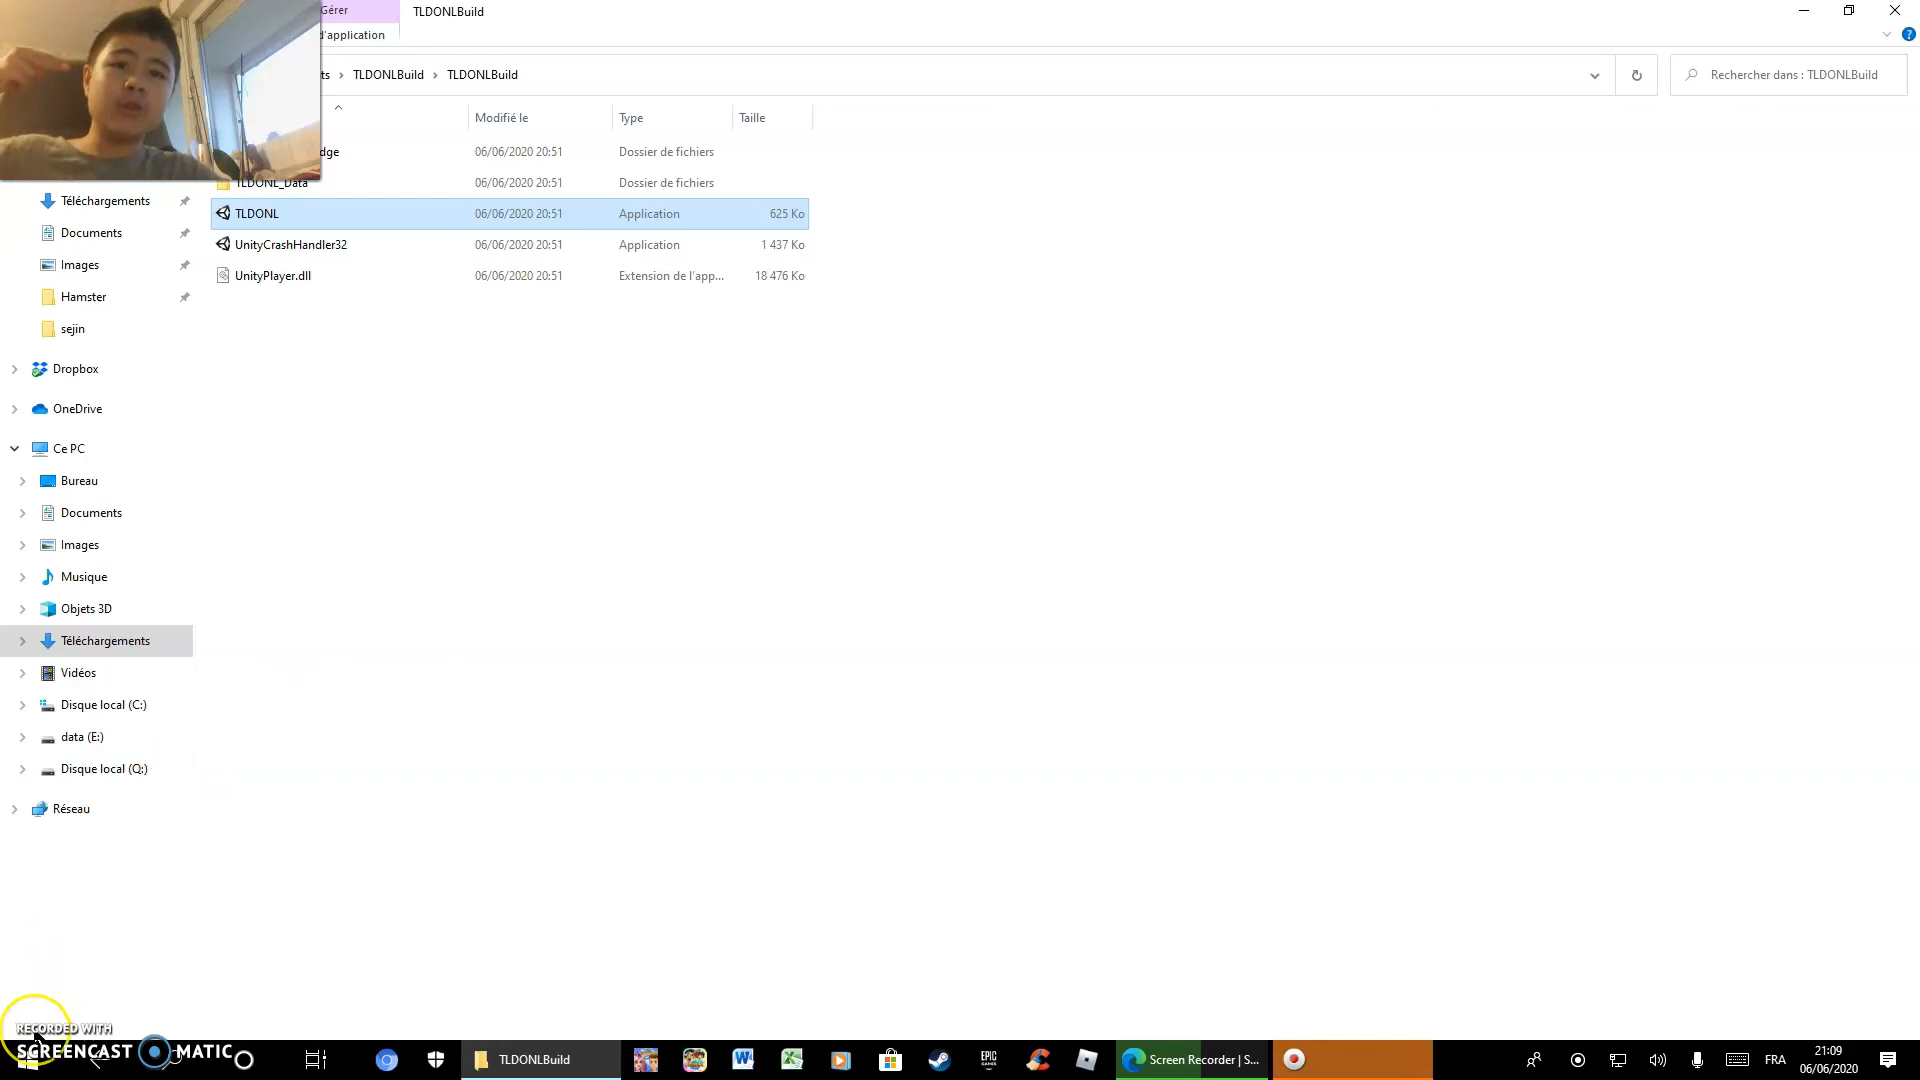 Gérer
TLDONLBuild
d'application
ts > TLDONLBuild > TLDONLBuild
Rechercher dans : TLDONLBuild
Modifié le
Type
Taille
dge
06/06/2020 20:51
Dossier de fichiers
TLDONL_Data
06/06/2020 20:51
Dossier de fichiers
TLDONL
06/06/2020 20:51
Application
625 Ko
UnityCrashHandler32
06/06/2020 20:51
Application
1 437 Ko
UnityPlayer.dll
06/06/2020 20:51
Extension de l'app...
18 476 Ko
Téléchargements
Documents
Images
Hamster
sejin
Dropbox
OneDrive
Ce PC
Bureau
Documents
Images
Musique
Objets 3D
Téléchargements
Vidéos
Disque local (C:)
data (E:)
Disque local (Q:)
Réseau
RECORDED WITH
SCREENCAST MATIC
TLDONLBuild
EPIC
GAMES
Screen Recorder | S...
FRA
21:09
06/06/2020